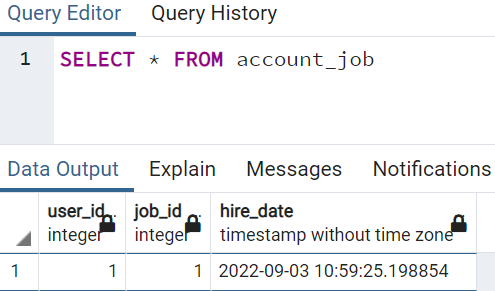 Query Editor Query History
1 SELECT * FROM account_job
Data Output Explain Messages Notifications
user_id job_id hire_date
integer integer timestamp without time zone
1 1 1 2022-09-03 10:59:25.198854